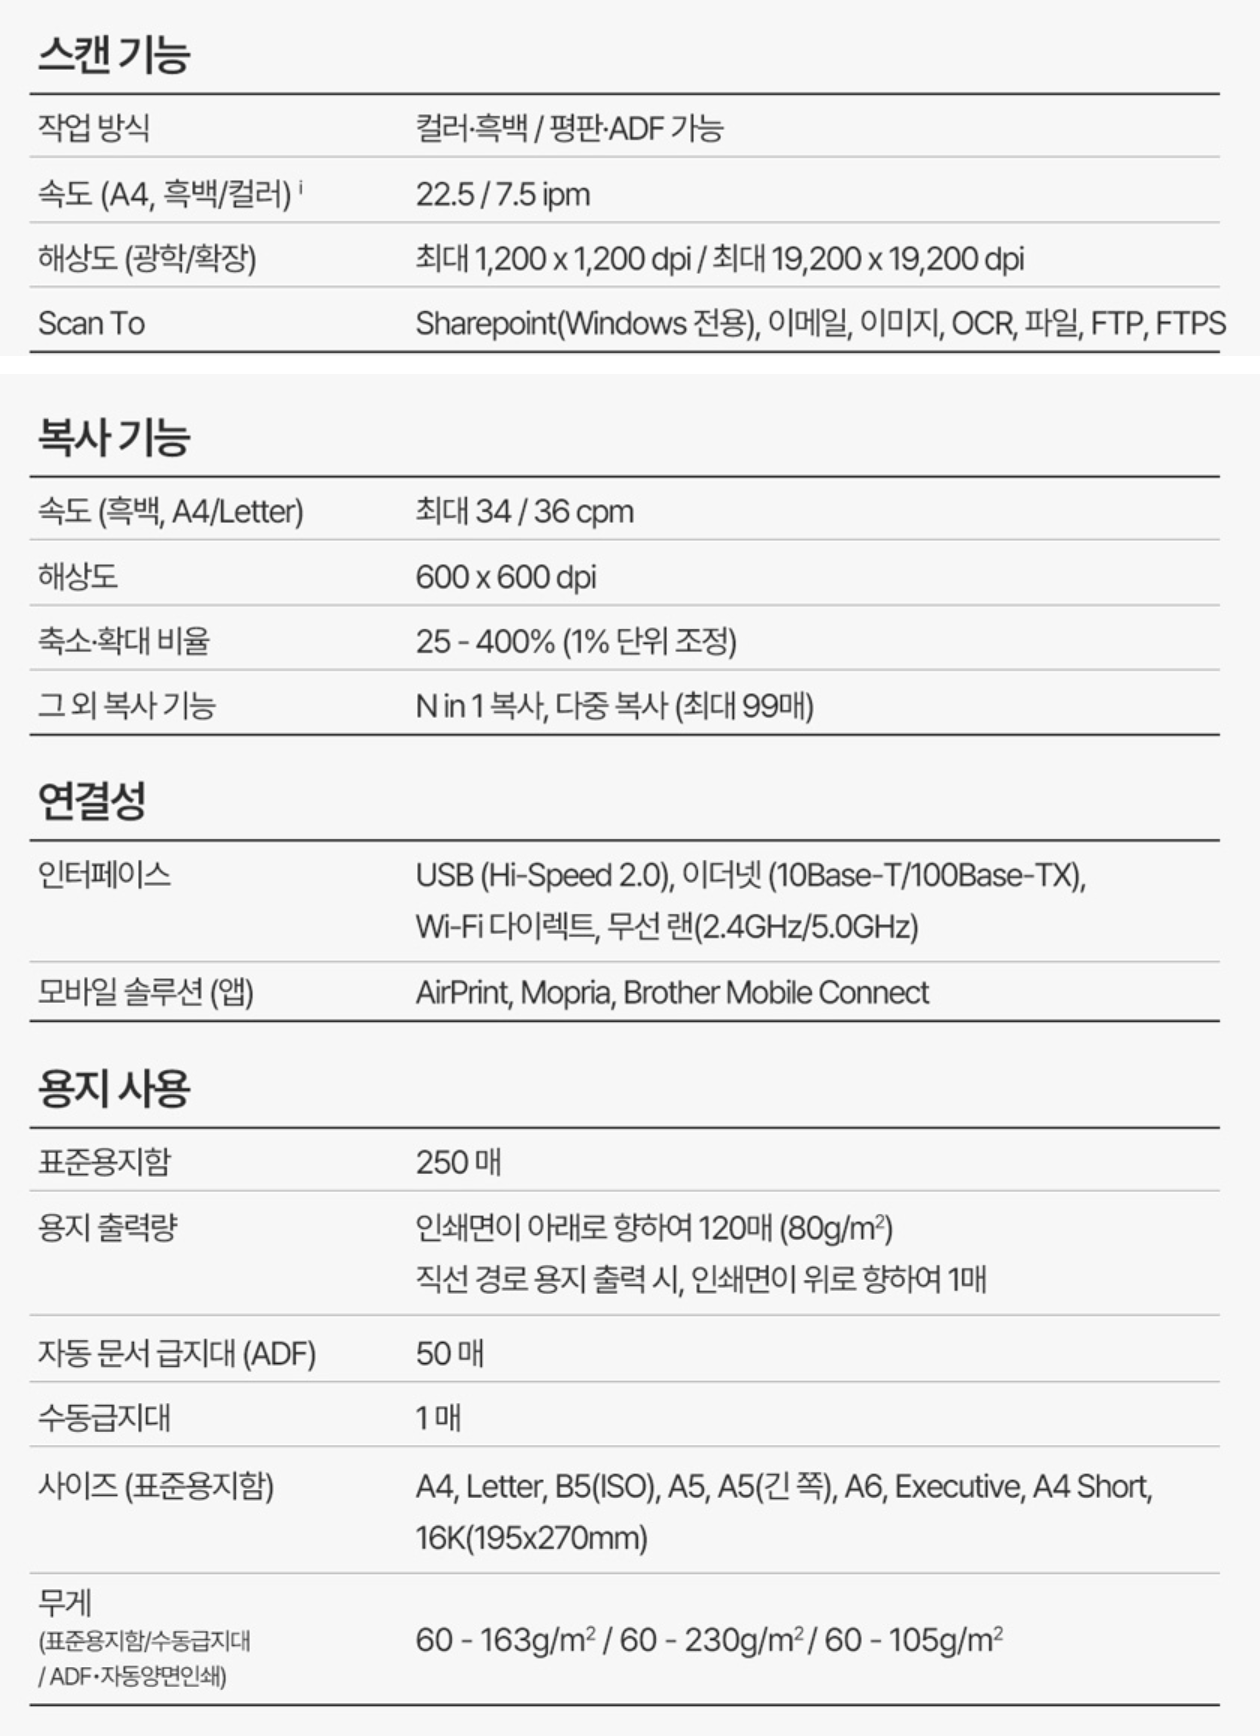 스캔 기능
작업 방식 컬러·흑백 / 평판·ADF 가능
속도 (A4, 흑백/컬러) i 22.5 / 7.5 ipm
해상도 (광학/확장) 최대 1,200 x 1,200 dpi / 최대 19,200 x 19,200 dpi
Scan To Sharepoint(Windows 전용), 이메일, 이미지, OCR, 파일, FTP, FTPS
복사 기능
속도 (흑백, A4/Letter) 최대 34 / 36 cpm
해상도 600 x 600 dpi
축소·확대 비율 25 - 400% (1% 단위 조정)
그 외 복사 기능 N in 1 복사, 다중 복사 (최대 99매)
연결성
인터페이스 USB (Hi-Speed 2.0), 이더넷 (10Base-T/100Base-TX),
Wi-Fi 다이렉트, 무선 랜(2.4GHz/5.0GHz)
모바일 솔루션 (앱) AirPrint, Mopria, Brother Mobile Connect
용지 사용
표준용지함 250 매
용지 출력량 인쇄면이 아래로 향하여 120매 (80g/m²)
직선 경로 용지 출력 시, 인쇄면이 위로 향하여 1매
자동 문서 급지대 (ADF) 50 매
수동급지대 1 매
사이즈 (표준용지함) A4, Letter, B5(ISO), A5, A5(긴 쪽), A6, Executive, A4 Short,
16K(195x270mm)
무게
(표준용지함/수동급지대 60 - 163g/m² / 60 - 230g/m² / 60 - 105g/m²
/ ADF·자동양면인쇄)